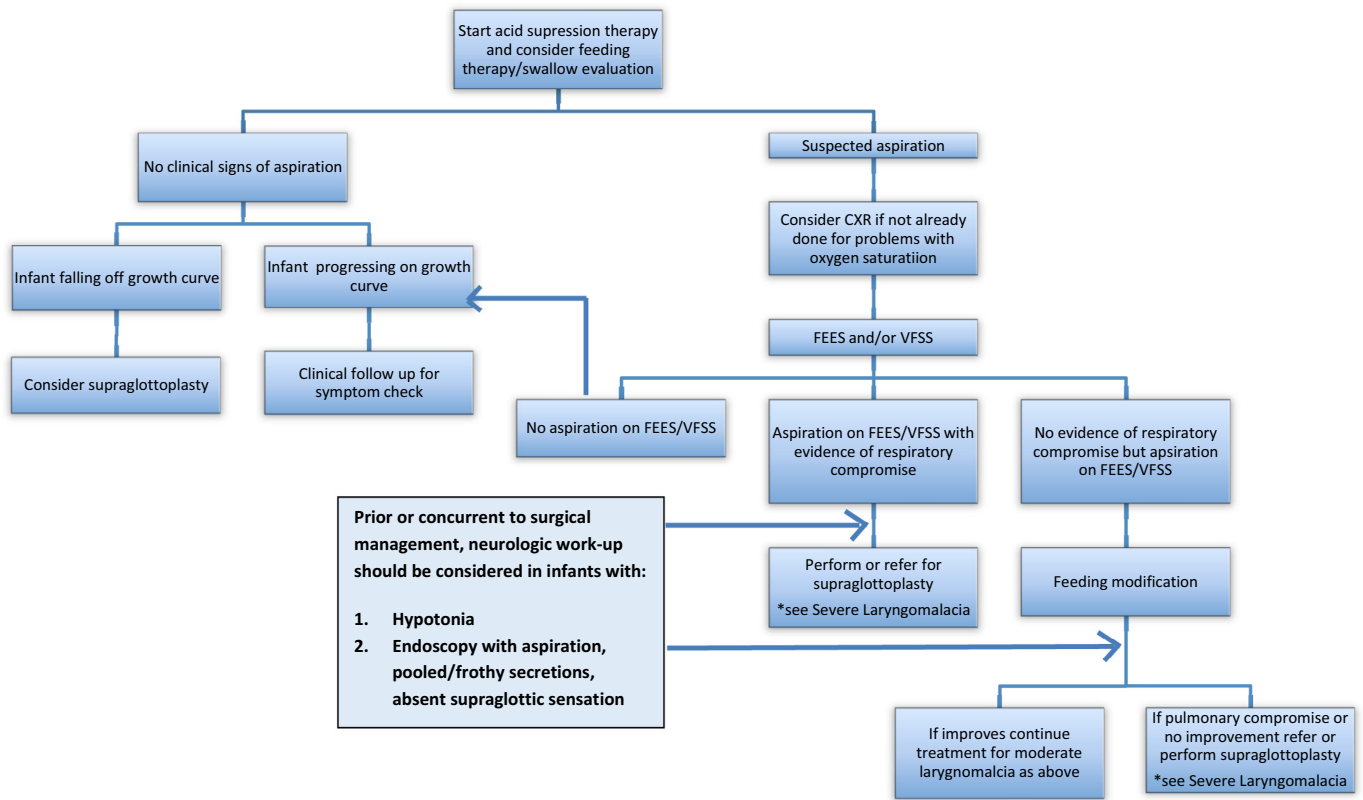 Start acid supression therapy
and consider feeding
therapy/swallow evaluation
No clinical signs of aspiration
Suspected aspiration
Infant falling off growth curve
Infant progressing on growth
curve
Consider CXR if not already
done for problems with
oxygen saturatiion
Consider supraglottoplasty
Clinical follow up for
symptom check
FEES and/or VFSS
No aspiration on FEES/VFSS
Aspiration on FEES/VFSS with
evidence of respiratory
compromise
No evidence of respiratory
compromise but apsiration
on FEES/VFSS
Prior or concurrent to surgical
management, neurologic work-up
should be considered in infants with:
1. Hypotonia
2. Endoscopy with aspiration,
pooled/frothy secretions,
absent supraglottic sensation
Perform or refer for
supraglottoplasty
*see Severe Laryngomalacia
Feeding modification
If improves continue
treatment for moderate
larygnomalcia as above
If pulmonary compromise or
no improvement refer or
perform supraglottoplasty
*see Severe Laryngomalacia